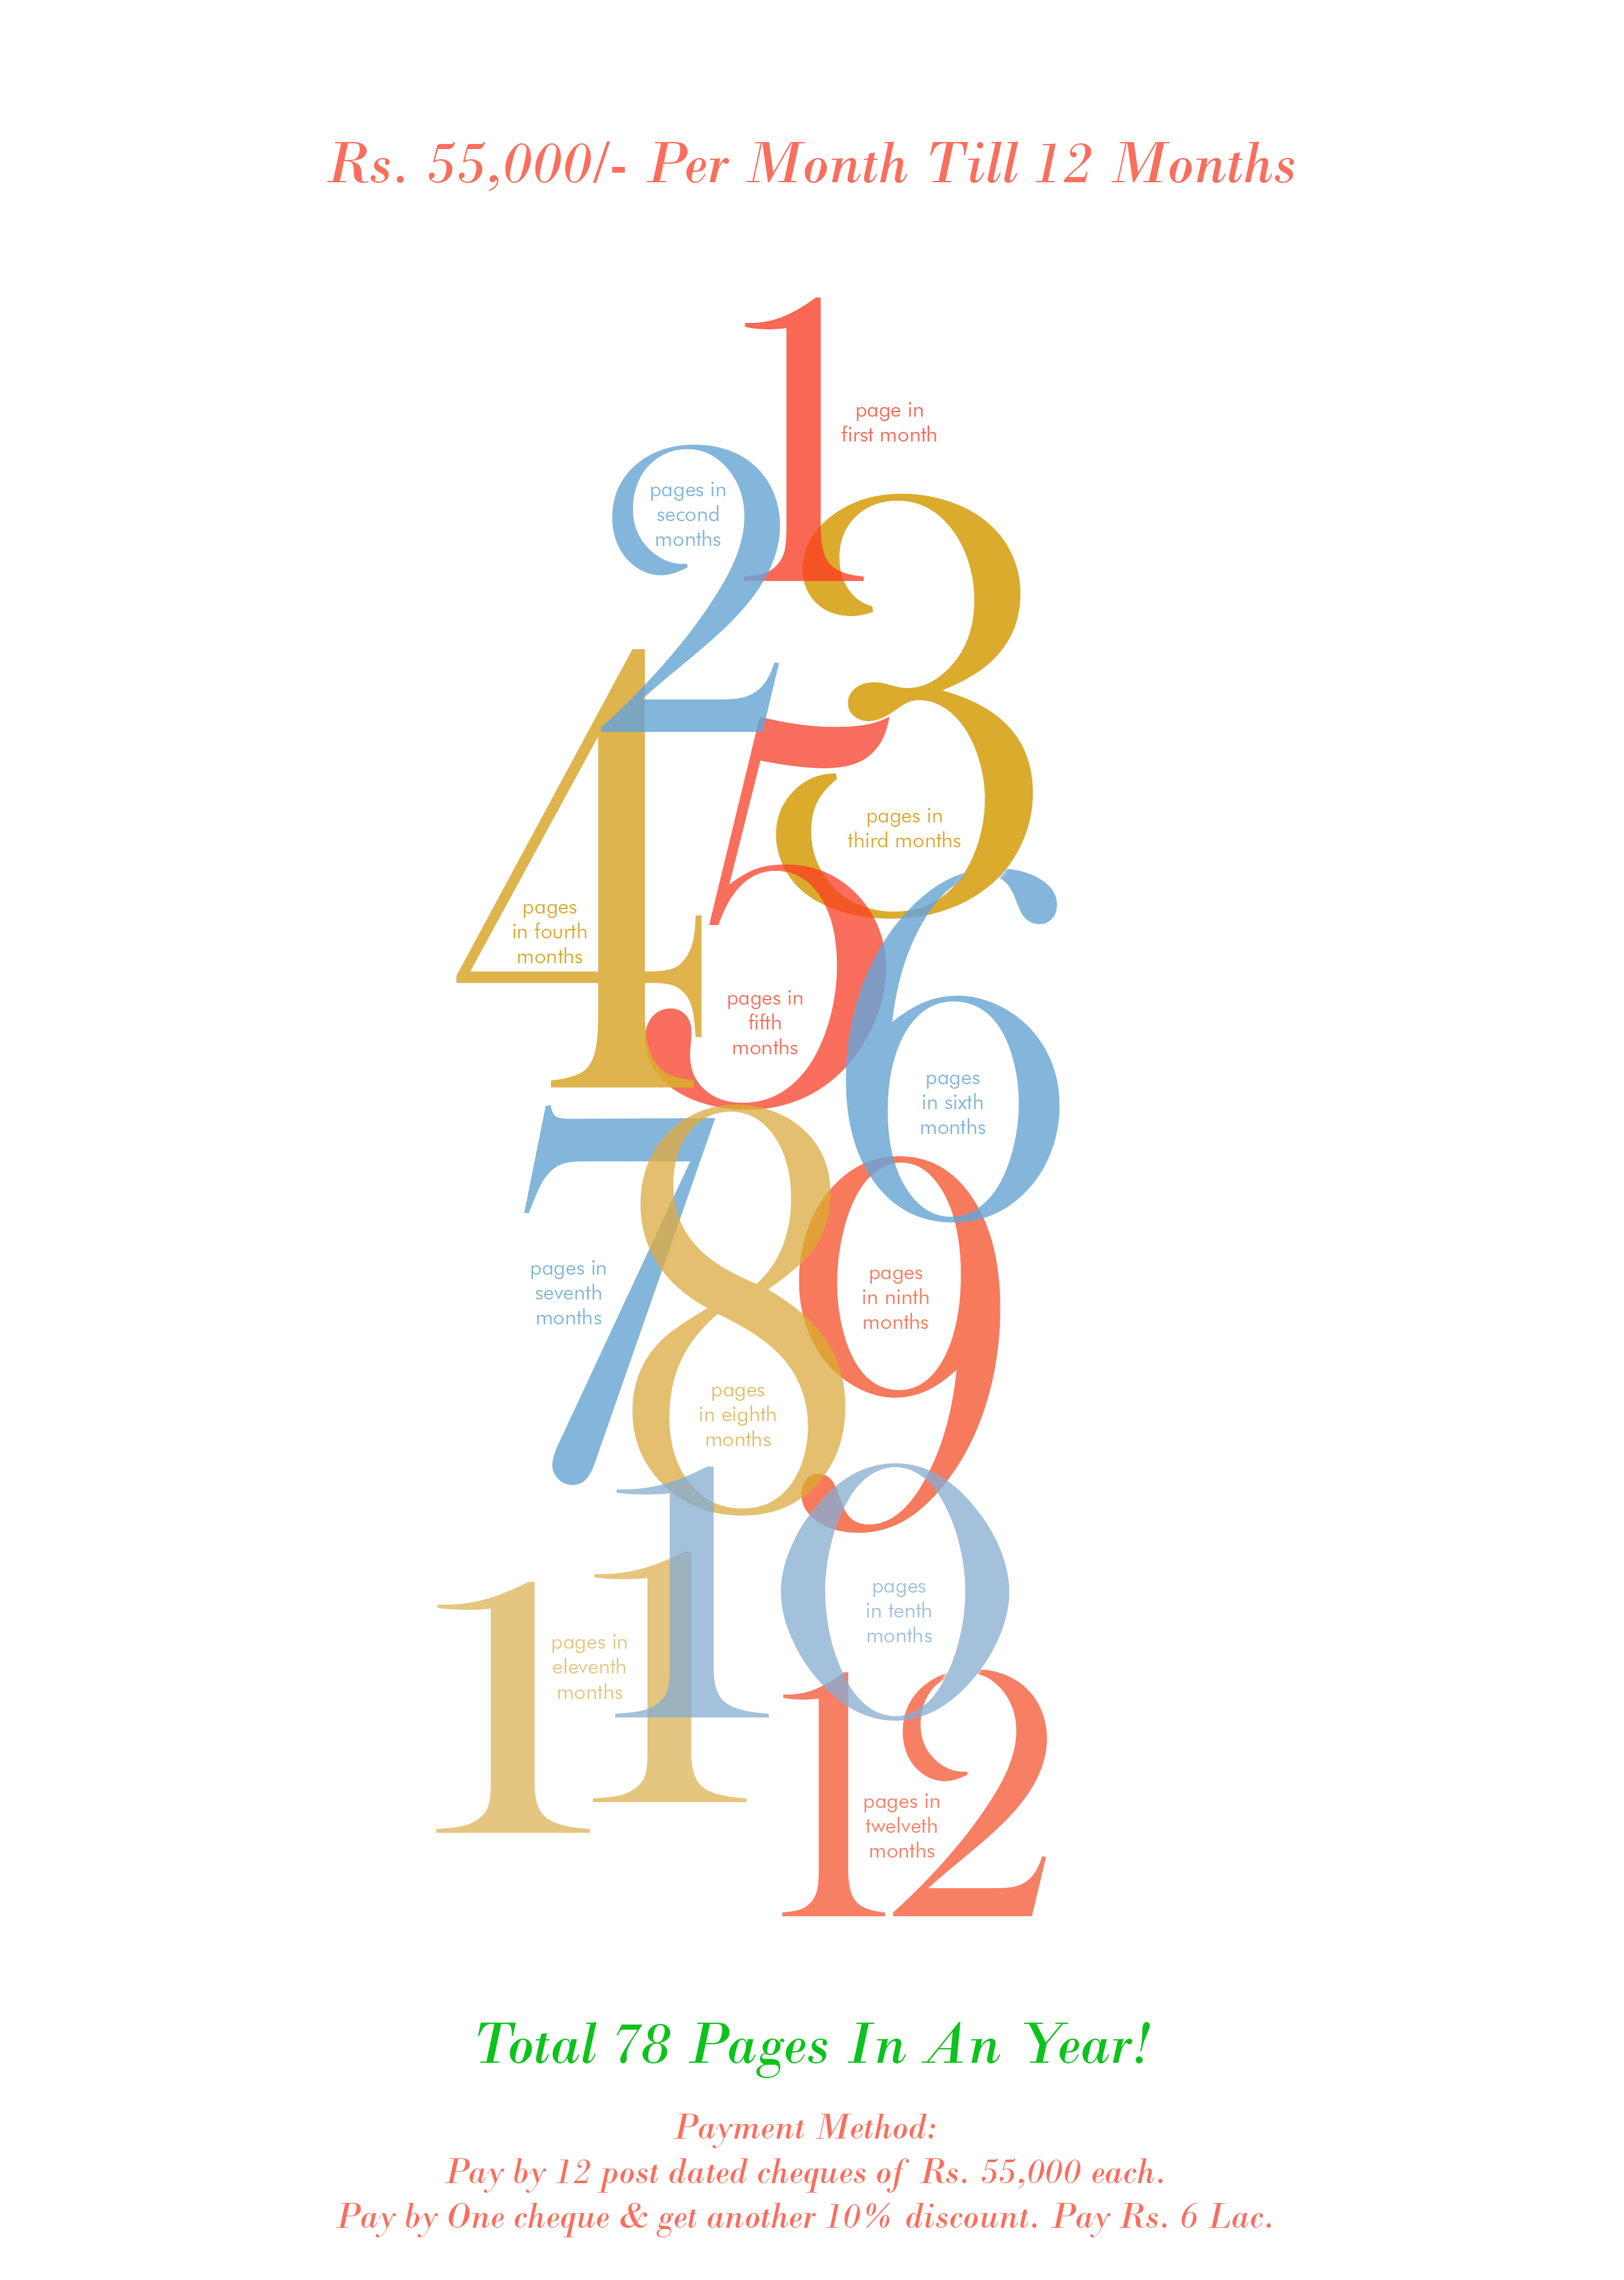 Rs. 55,000/- Per Month Till 12 Months
1
page in
first month
2
pages in
second
months
3
pages in
third months
4
pages
in fourth
months
5
pages in
fifth
months
6
pages
in sixth
months
7
pages in
seventh
months
8
pages
in eighth
months
9
pages
in ninth
months
10
pages
in tenth
months
11
pages in
eleventh
months
12
pages in
twelveth
months
Total 78 Pages In An Year!
Payment Method:
Pay by 12 post dated cheques of Rs. 55,000 each.
Pay by One cheque & get another 10% discount. Pay Rs. 6 Lac.